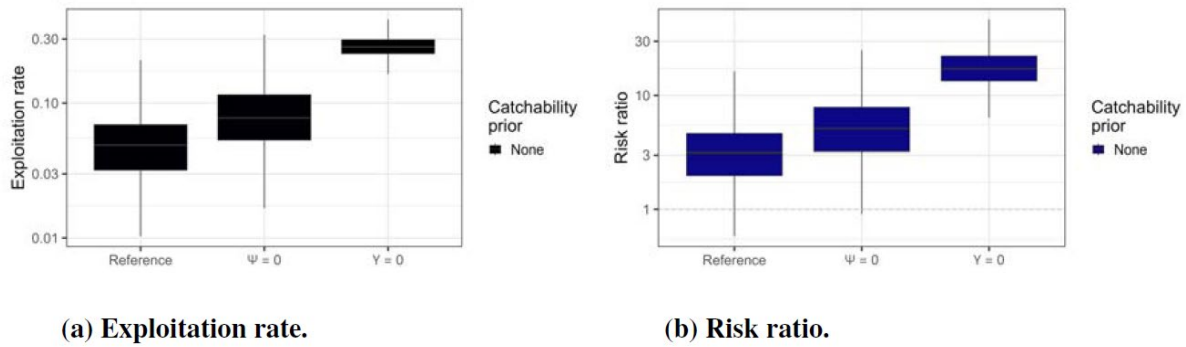 Exploitation rate
0.30
0.10
0.03
0.01
Reference
Ψ = 0
Υ = 0
Catchability
prior
None
(a) Exploitation rate.
Risk ratio
30
10
3
1
Reference
Ψ = 0
Υ = 0
Catchability
prior
None
(b) Risk ratio.